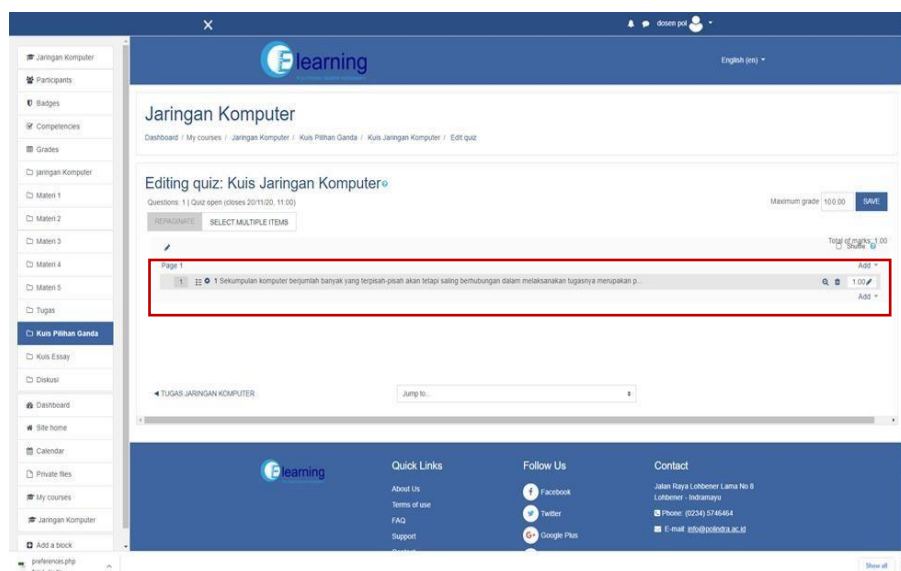 dosen pol
Jaringan Komputer
Participants
Badges
Competencies
Grades
jaringan Komputer
Materi 1
Materi 2
Materi 3
Materi 4
Materi 5
Tugas
Kuis Pilihan Ganda
Kuis Essay
Diskusi
Dashboard
Site home
Calendar
Private files
My courses
Jaringan Komputer
Add a block
Elearning
English (en)
Jaringan Komputer
Dashboard / My courses / Jaringan Komputer / Kuis Pilihan Ganda / Kuis Jaringan Komputer / Edit quiz
Editing quiz: Kuis Jaringan Komputer
Questions: 1 | Quiz open (closes 20/11/20, 11:00)
Maximum grade 100.00 SAVE
REPAGINATE SELECT MULTIPLE ITEMS
Total of marks: 1.00
Shuffle
Page 1
Add
1 1 Sekumpulan komputer berjumlah banyak yang terpisah-pisah akan tetapi saling berhubungan dalam melaksanakan tugasnya merupakan p... 1.00
Add
◄ TUGAS JARINGAN KOMPUTER
Jump to...
Elearning
Quick Links
About Us
Terms of use
FAQ
Support
Follow Us
Facebook
Twitter
Google Plus
Contact
Jalan Raya Lohbener Lama No 8
Lohbener - Indramayu
Phone: (0234) 5746464
E-mail: info@polindra.ac.id
preferences.php
Show all